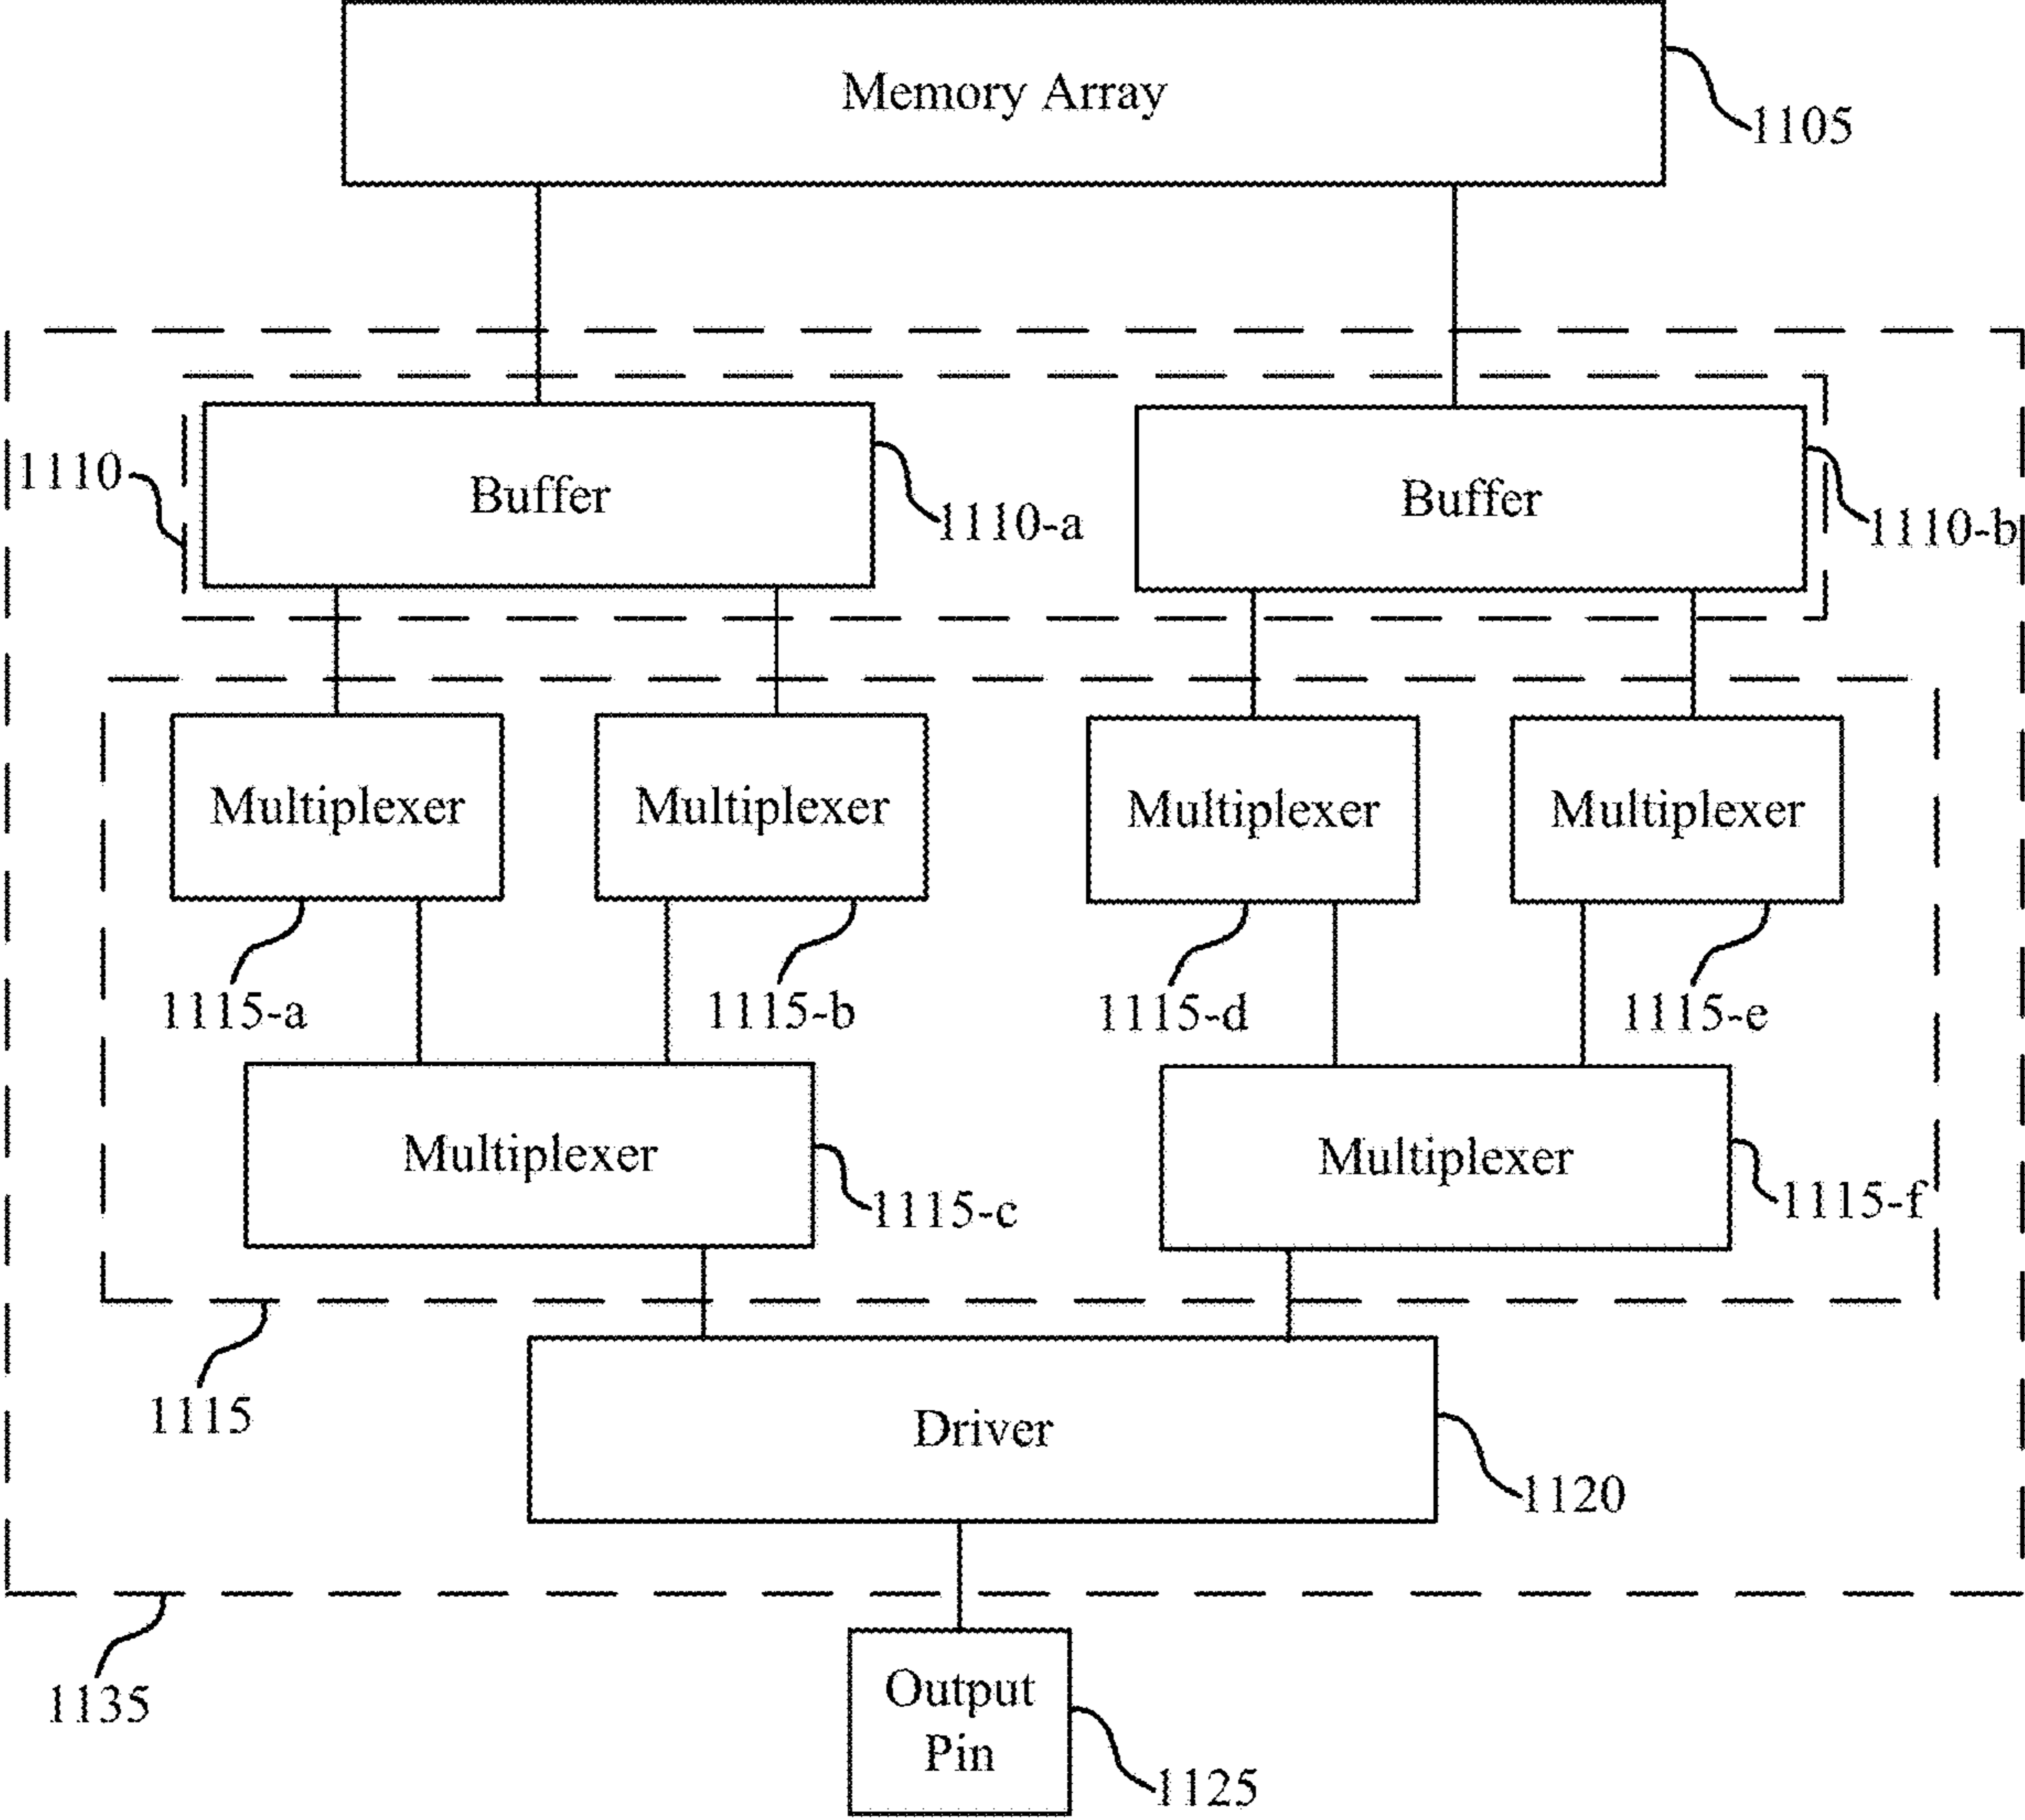 Memory Array
1105
1110
Buffer
1110-a
Buffer
1110-b
Multiplexer
Multiplexer
Multiplexer
Multiplexer
1115-a
1115-b
1115-d
1115-e
Multiplexer
1115-c
Multiplexer
1115-f
1115
Driver
1120
1135
Output
Pin
1125